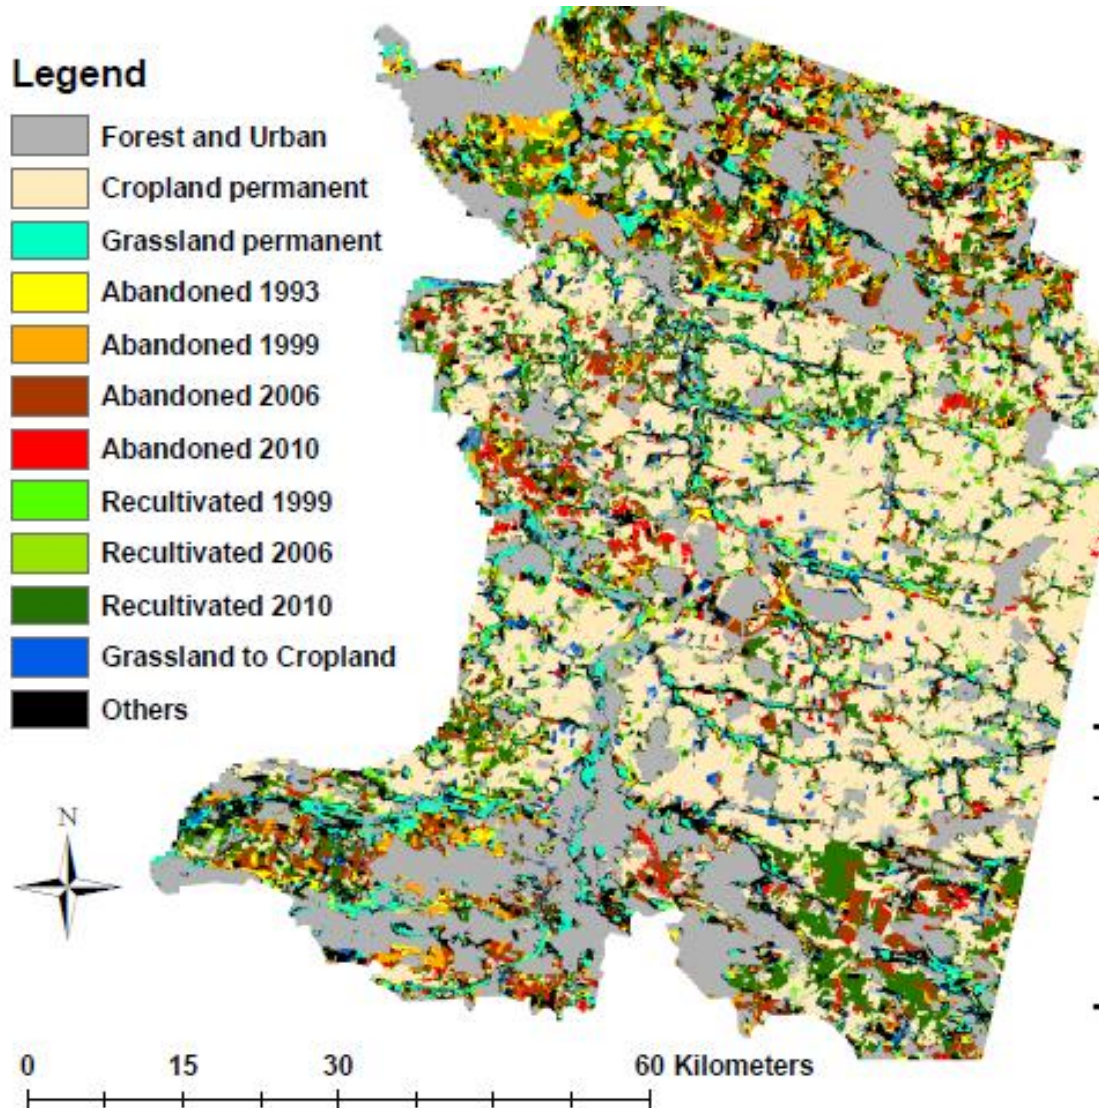 Legend
Forest and Urban
Cropland permanent
Grassland permanent
Abandoned 1993
Abandoned 1999
Abandoned 2006
Abandoned 2010
Recultivated 1999
Recultivated 2006
Recultivated 2010
Grassland to Cropland
Others
N
0 15 30 60 Kilometers